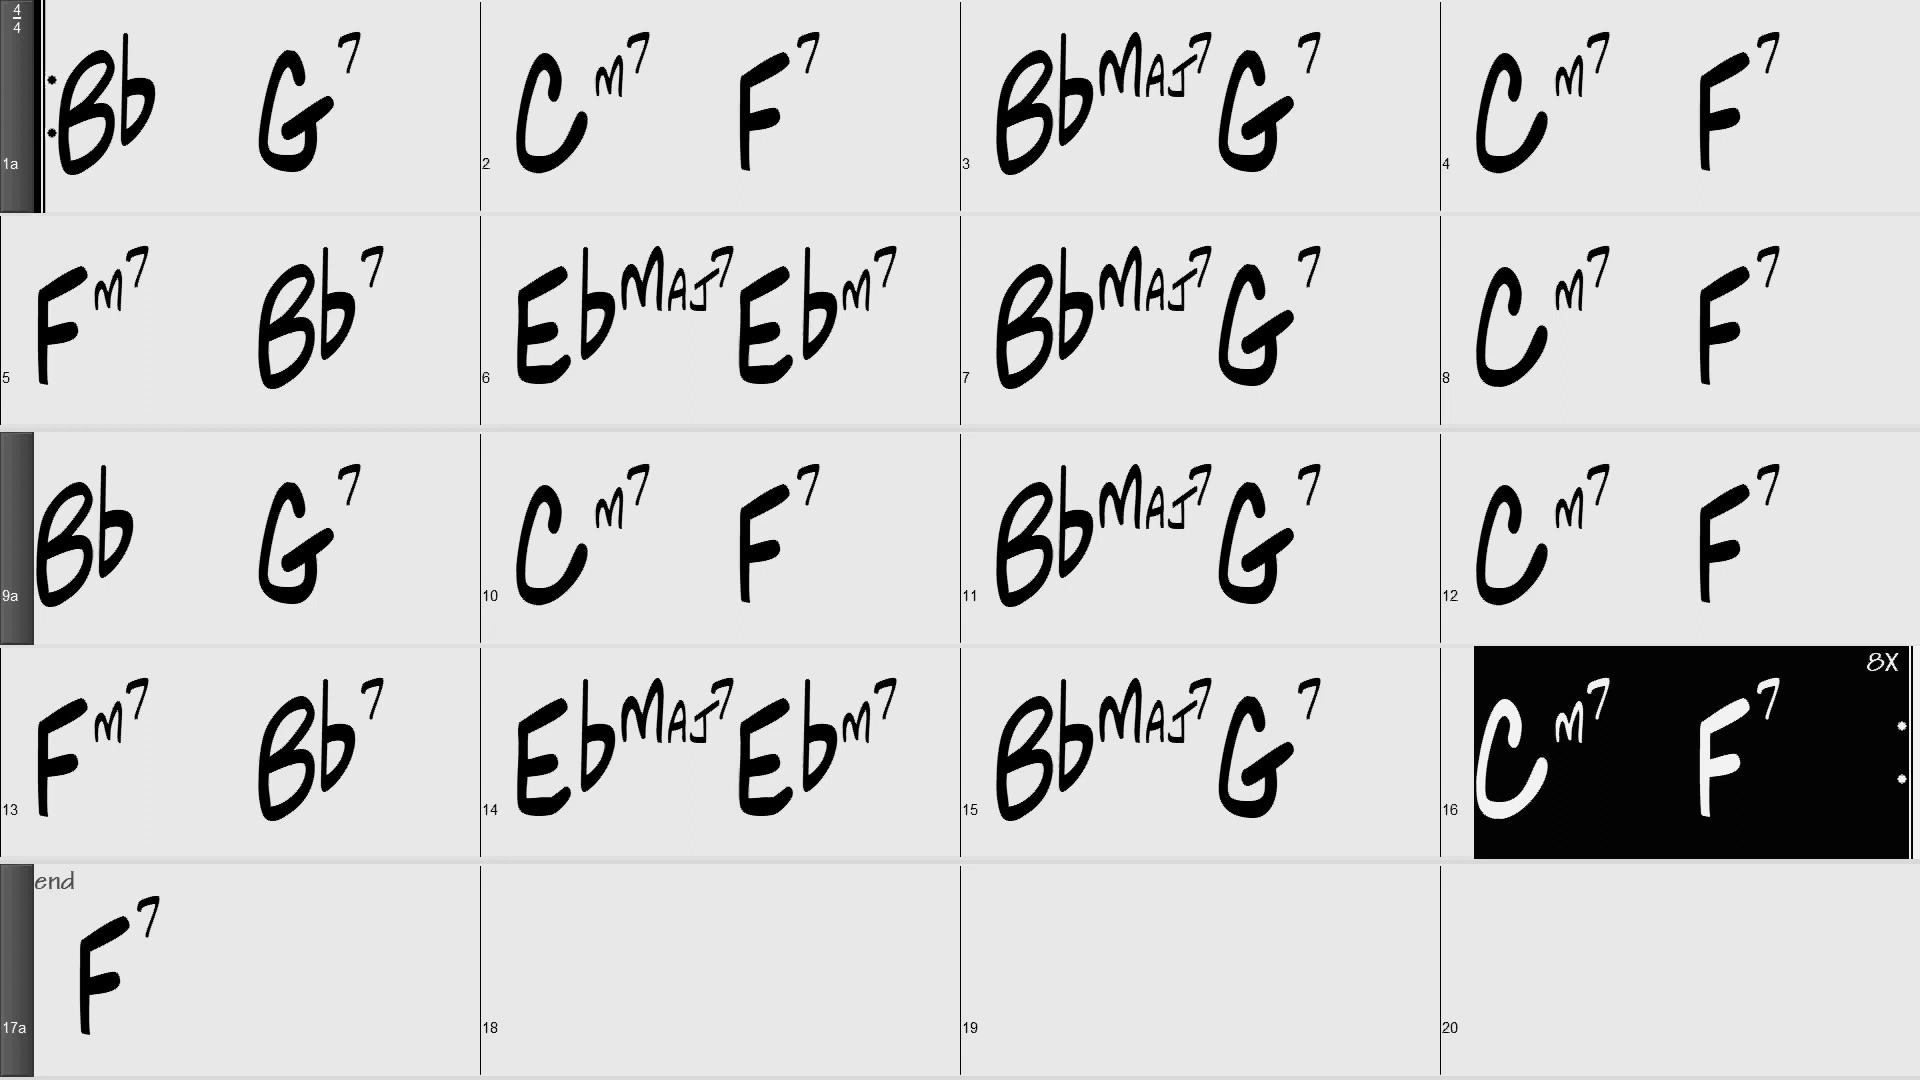 4
4
1a Bb G7 2 Cm7 F7 3 BbMAJ7 G7 4 Cm7 F7
5 Fm7 Bb7 6 EbMAJ7 Ebm7 7 BbMAJ7 G7 8 Cm7 F7
9a Bb G7 10 Cm7 F7 11 BbMAJ7 G7 12 Cm7 F7
8X
13 Fm7 Bb7 14 EbMAJ7 Ebm7 15 BbMAJ7 G7 16 Cm7 F7
end
17a F7 18 19 20